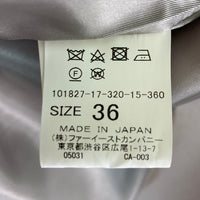 101827-17-320-15-360
SIZE 36
MADE IN JAPAN
(株)ファーイーストカンパニー
東京都渋谷区広尾1-13-7
05031 CA-003